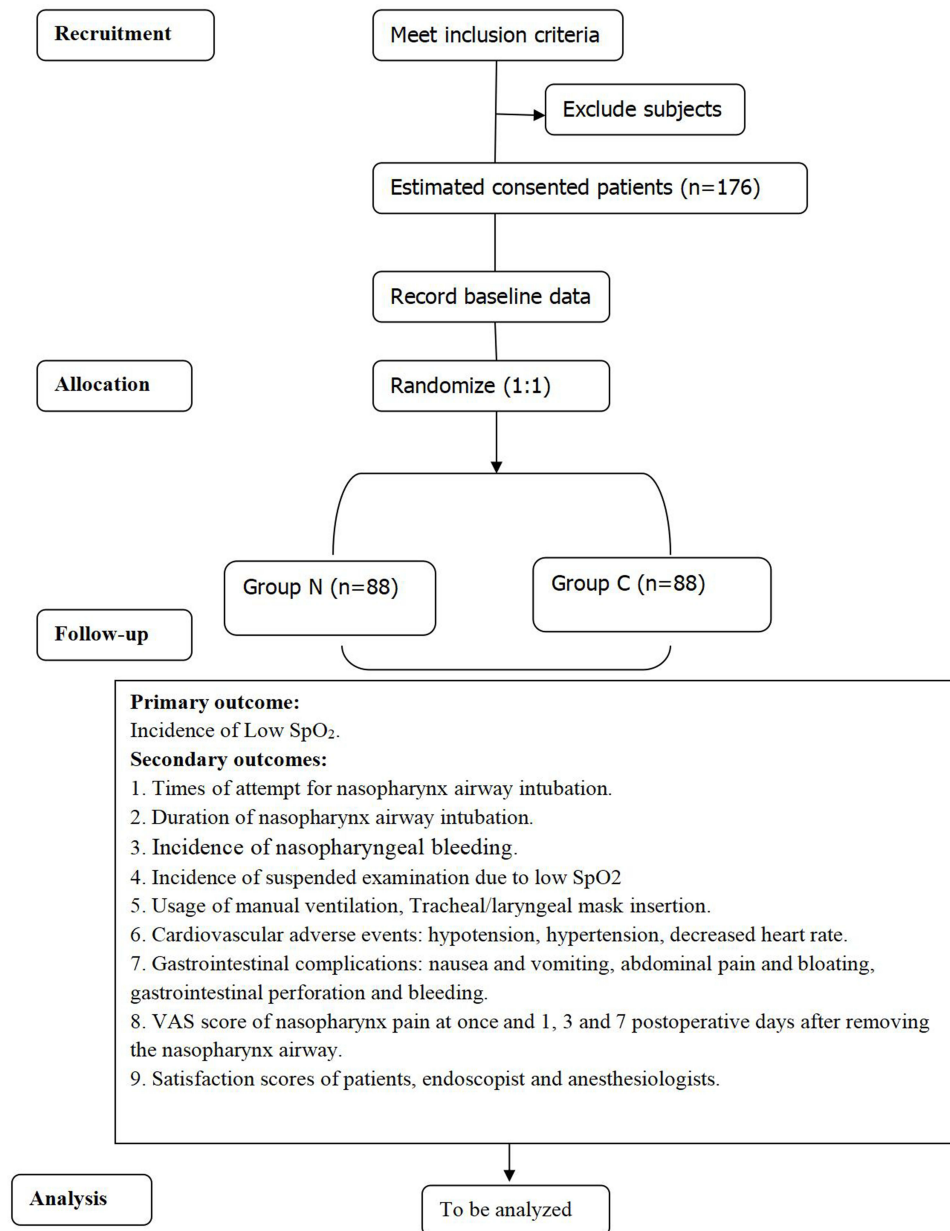 Recruitment
Meet inclusion criteria
Exclude subjects
Estimated consented patients (n=176)
Record baseline data
Allocation
Randomize (1:1)
Group N (n=88)
Group C (n=88)
Follow-up
Primary outcome:
Incidence of Low SpO₂.
Secondary outcomes:
1. Times of attempt for nasopharynx airway intubation.
2. Duration of nasopharynx airway intubation.
3. Incidence of nasopharyngeal bleeding.
4. Incidence of suspended examination due to low SpO2
5. Usage of manual ventilation, Tracheal/laryngeal mask insertion.
6. Cardiovascular adverse events: hypotension, hypertension, decreased heart rate.
7. Gastrointestinal complications: nausea and vomiting, abdominal pain and bloating,
gastrointestinal perforation and bleeding.
8. VAS score of nasopharynx pain at once and 1, 3 and 7 postoperative days after removing
the nasopharynx airway.
9. Satisfaction scores of patients, endoscopist and anesthesiologists.
Analysis
To be analyzed